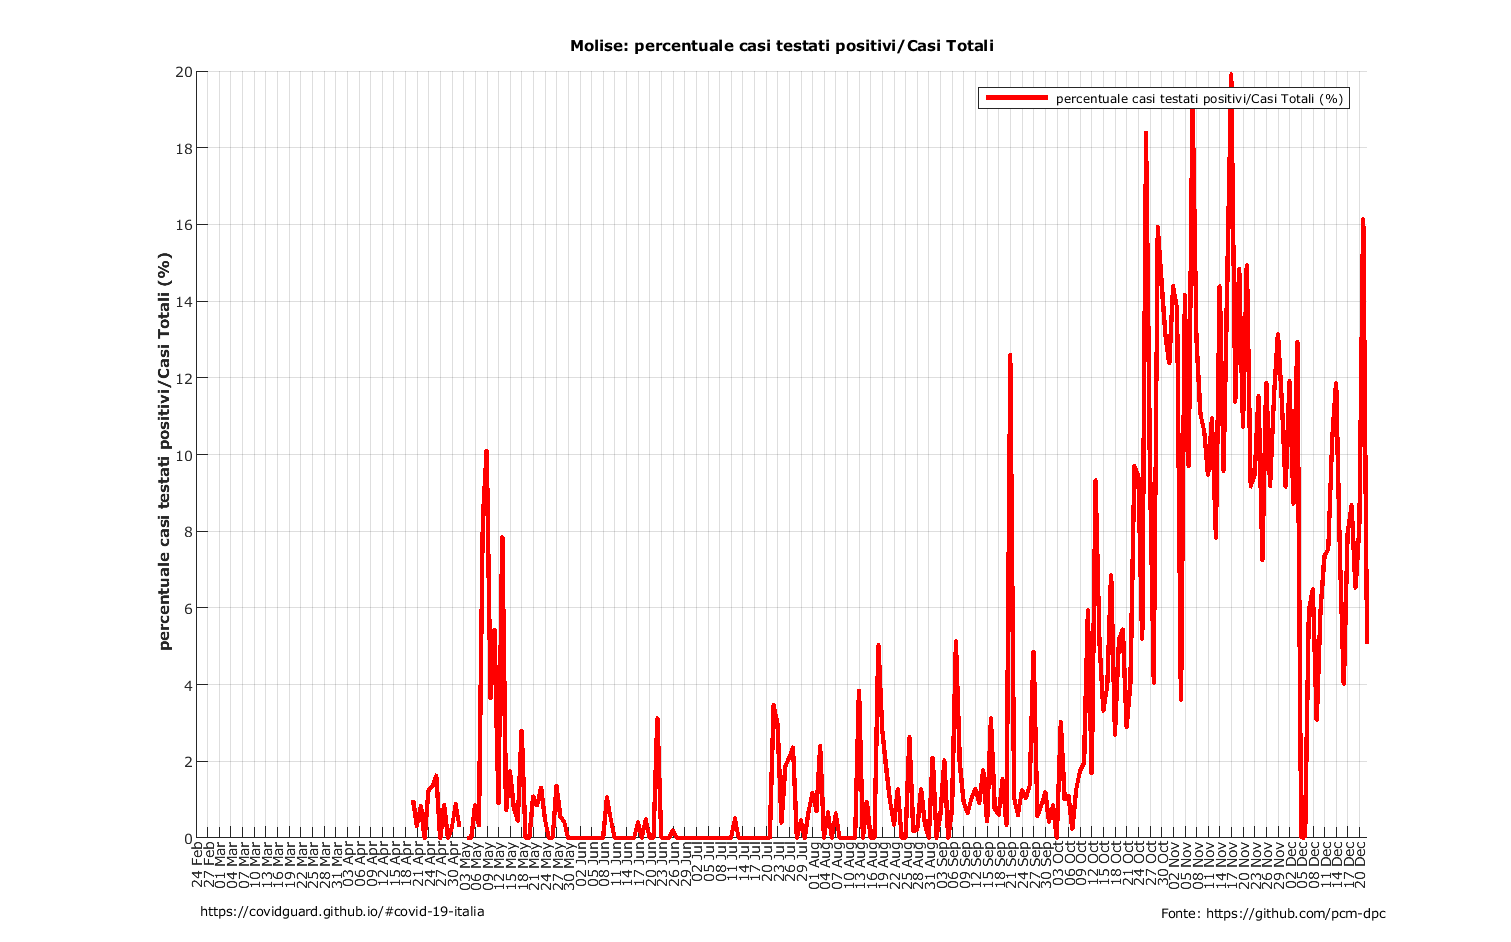 Molise: percentuale casi testati positivi/Casi Totali
percentuale casi testati positivi/Casi Totali (%)
percentuale casi testati positivi/Casi Totali (%)
20
18
16
14
12
10
8
6
4
2
0
24 Feb
27 Feb
01 Mar
04 Mar
07 Mar
10 Mar
13 Mar
16 Mar
19 Mar
22 Mar
25 Mar
28 Mar
31 Mar
03 Apr
06 Apr
09 Apr
12 Apr
15 Apr
18 Apr
21 Apr
24 Apr
27 Apr
30 Apr
03 May
06 May
09 May
12 May
15 May
18 May
21 May
24 May
27 May
30 May
02 Jun
05 Jun
08 Jun
11 Jun
14 Jun
17 Jun
20 Jun
23 Jun
26 Jun
29 Jun
02 Jul
05 Jul
08 Jul
11 Jul
14 Jul
17 Jul
20 Jul
23 Jul
26 Jul
29 Jul
01 Aug
04 Aug
07 Aug
10 Aug
13 Aug
16 Aug
19 Aug
22 Aug
25 Aug
28 Aug
31 Aug
03 Sep
06 Sep
09 Sep
12 Sep
15 Sep
18 Sep
21 Sep
24 Sep
27 Sep
30 Sep
03 Oct
06 Oct
09 Oct
12 Oct
15 Oct
18 Oct
21 Oct
24 Oct
27 Oct
30 Oct
02 Nov
05 Nov
08 Nov
11 Nov
14 Nov
17 Nov
20 Nov
23 Nov
26 Nov
29 Nov
02 Dec
05 Dec
08 Dec
11 Dec
14 Dec
17 Dec
20 Dec
https://covidguard.github.io/#covid-19-italia
Fonte: https://github.com/pcm-dpc